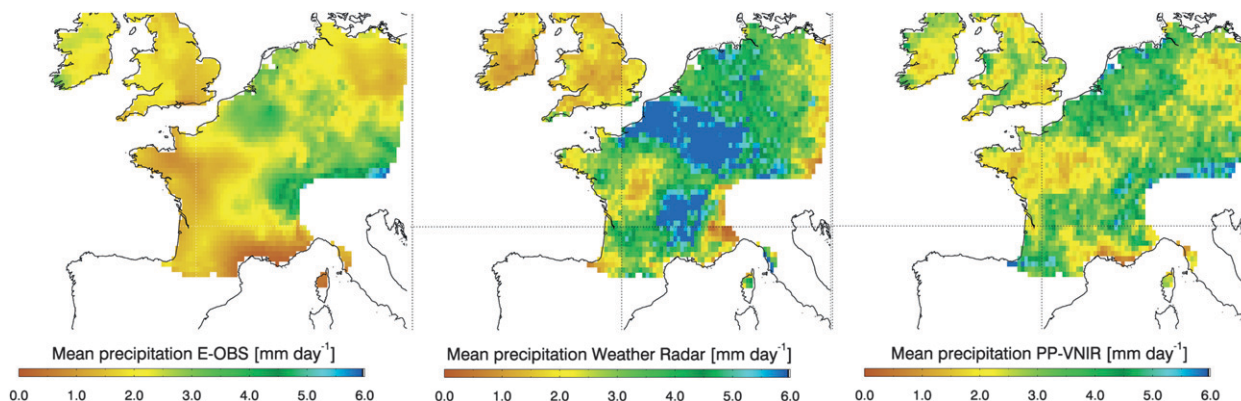 Mean precipitation E-OBS [mm day⁻¹]
0.0 1.0 2.0 3.0 4.0 5.0 6.0
Mean precipitation Weather Radar [mm day⁻¹]
0.0 1.0 2.0 3.0 4.0 5.0 6.0
Mean precipitation PP-VNIR [mm day⁻¹]
0.0 1.0 2.0 3.0 4.0 5.0 6.0